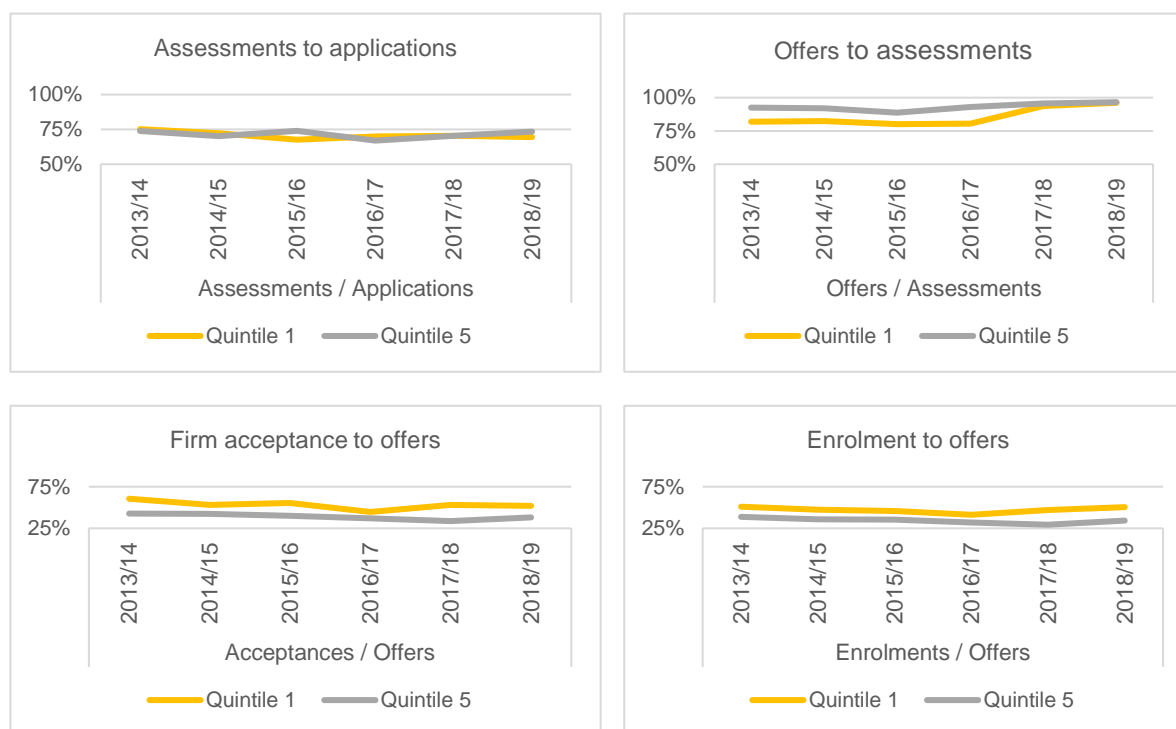 Assessments to applications
100%
75%
50%
2013/14
2014/15
2015/16
2016/17
2017/18
2018/19
Assessments / Applications
Quintile 1
Quintile 5
Offers to assessments
100%
75%
50%
2013/14
2014/15
2015/16
2016/17
2017/18
2018/19
Offers / Assessments
Quintile 1
Quintile 5
Firm acceptance to offers
75%
25%
2013/14
2014/15
2015/16
2016/17
2017/18
2018/19
Acceptances / Offers
Quintile 1
Quintile 5
Enrolment to offers
75%
25%
2013/14
2014/15
2015/16
2016/17
2017/18
2018/19
Enrolments / Offers
Quintile 1
Quintile 5